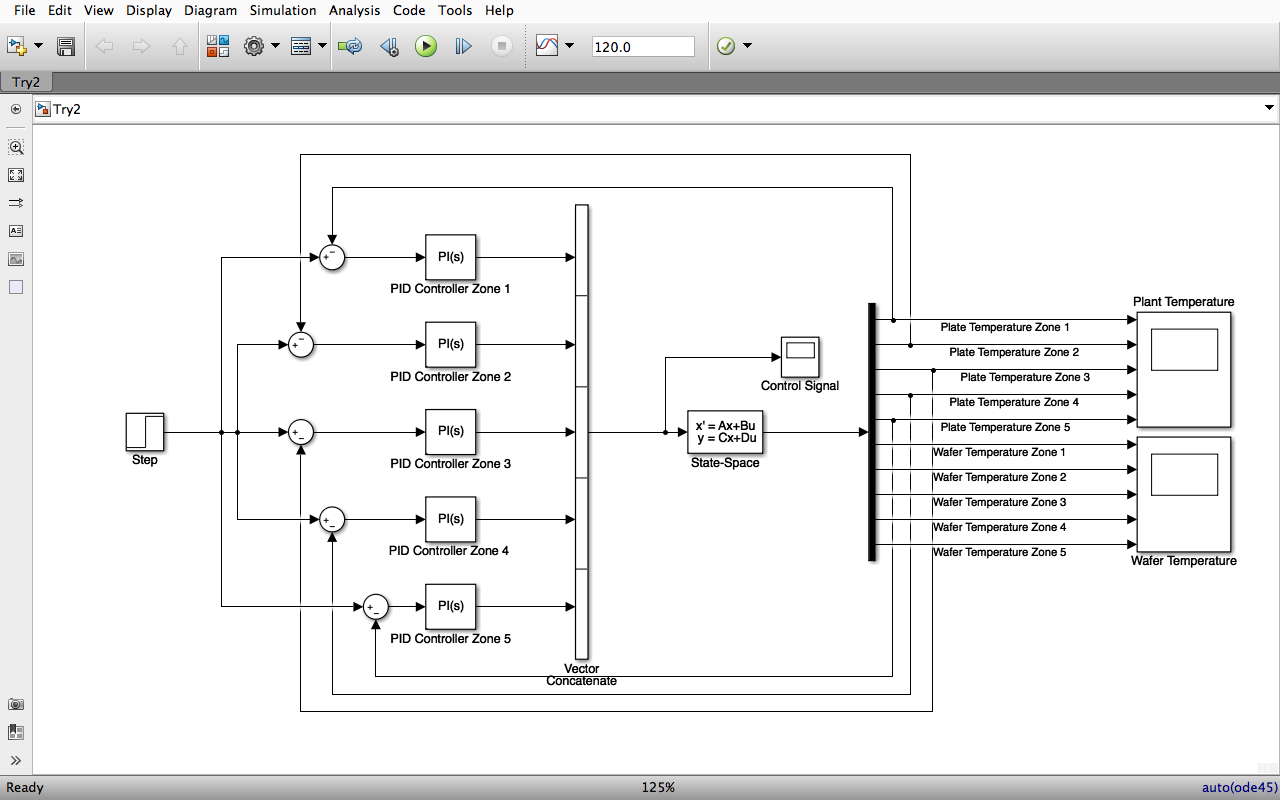 File Edit View Display Diagram Simulation Analysis Code Tools Help
120.0
Try2
Try2
PI(s)
PID Controller Zone 1
PI(s)
PID Controller Zone 2
PI(s)
PID Controller Zone 3
PI(s)
PID Controller Zone 4
PI(s)
PID Controller Zone 5
Step
Vector
Concatenate
Control Signal
x' = Ax+Bu
y = Cx+Du
State-Space
Plant Temperature
Plate Temperature Zone 1
Plate Temperature Zone 2
Plate Temperature Zone 3
Plate Temperature Zone 4
Plate Temperature Zone 5
Wafer Temperature Zone 1
Wafer Temperature Zone 2
Wafer Temperature Zone 3
Wafer Temperature Zone 4
Wafer Temperature Zone 5
Wafer Temperature
Ready 125% auto(ode45)